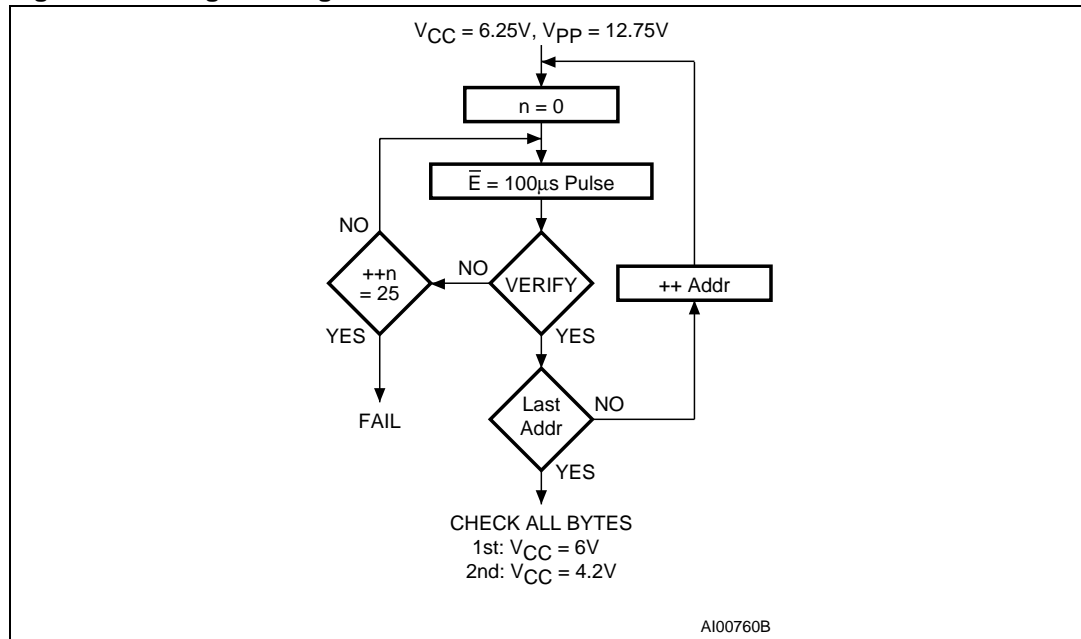 VCC = 6.25V, VPP = 12.75V
n = 0
E̅ = 100μs Pulse
NO
++n
= 25
NO
VERIFY
++ Addr
YES
YES
FAIL
Last
Addr
NO
YES
CHECK ALL BYTES
1st: VCC = 6V
2nd: VCC = 4.2V
AI00760B